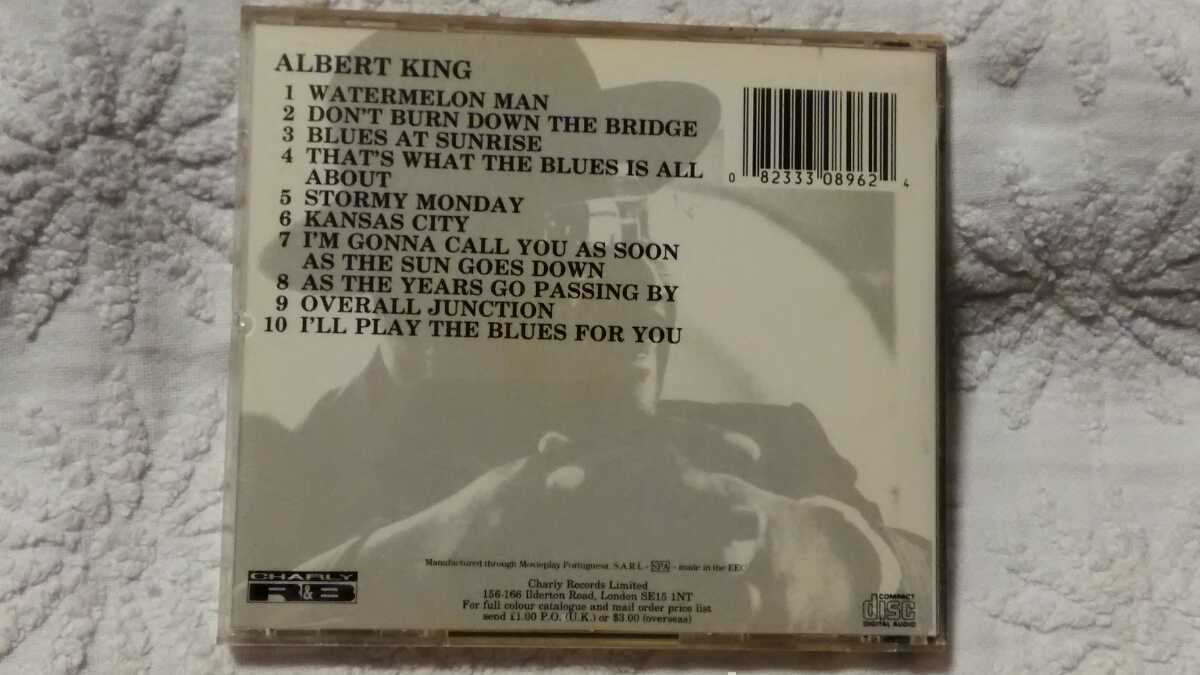 ALBERT KING
1 WATERMELON MAN
2 DON'T BURN DOWN THE BRIDGE
3 BLUES AT SUNRISE
4 THAT'S WHAT THE BLUES IS ALL
ABOUT
5 STORMY MONDAY
6 KANSAS CITY
7 I'M GONNA CALL YOU AS SOON
AS THE SUN GOES DOWN
8 AS THE YEARS GO PASSING BY
9 OVERALL JUNCTION
10 I'LL PLAY THE BLUES FOR YOU
0 82333 08962 4
Manufactured through Movieplay Portuguesa, S.A.R.L - SPA - made in the EEC
Charly Records Limited
156-166 Ilderton Road, London SE15 1NT
For full colour catalogue and mail order price list
send £1.00 P.O. (U.K.) or $3.00 (overseas)
CHARLY
R&B
COMPACT
disc
DIGITAL AUDIO